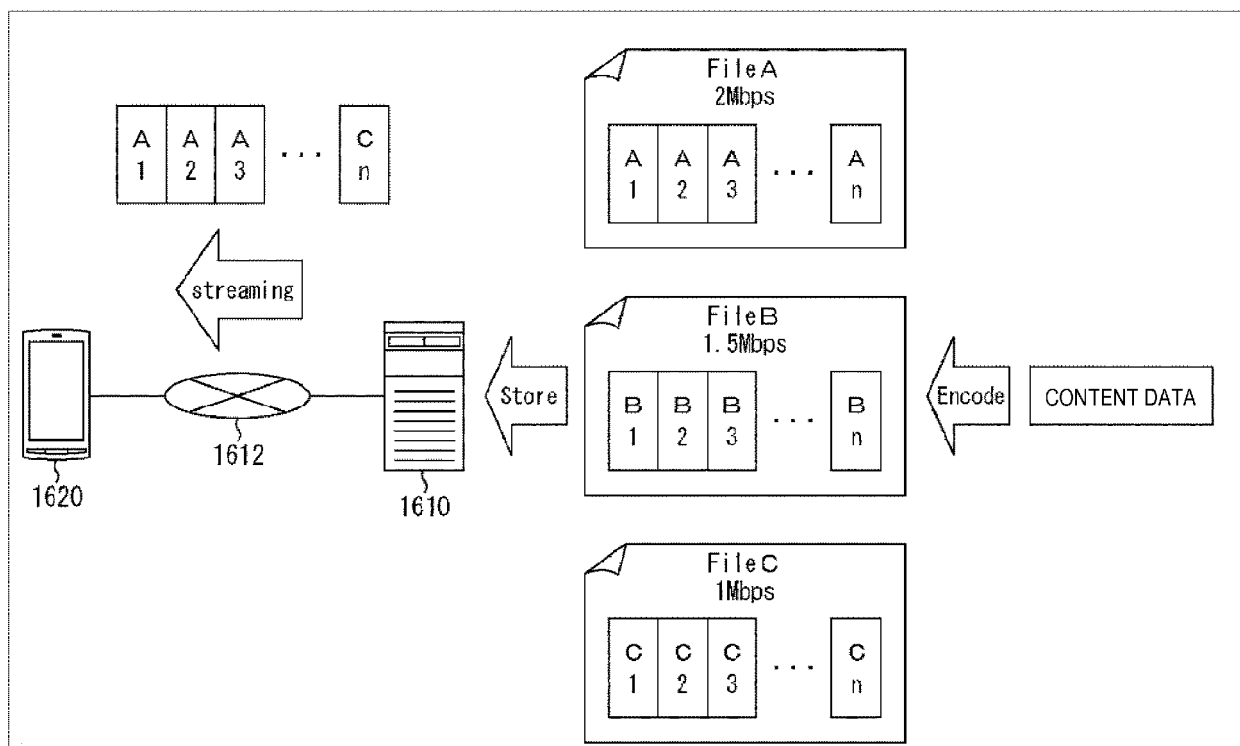 A A A ... C
1 2 3 n
streaming
1620
1612
1610
Store
FileA
2Mbps
A A A ... A
1 2 3 n
FileB
1.5Mbps
B B B ... B
1 2 3 n
FileC
1Mbps
C C C ... C
1 2 3 n
Encode
CONTENT DATA